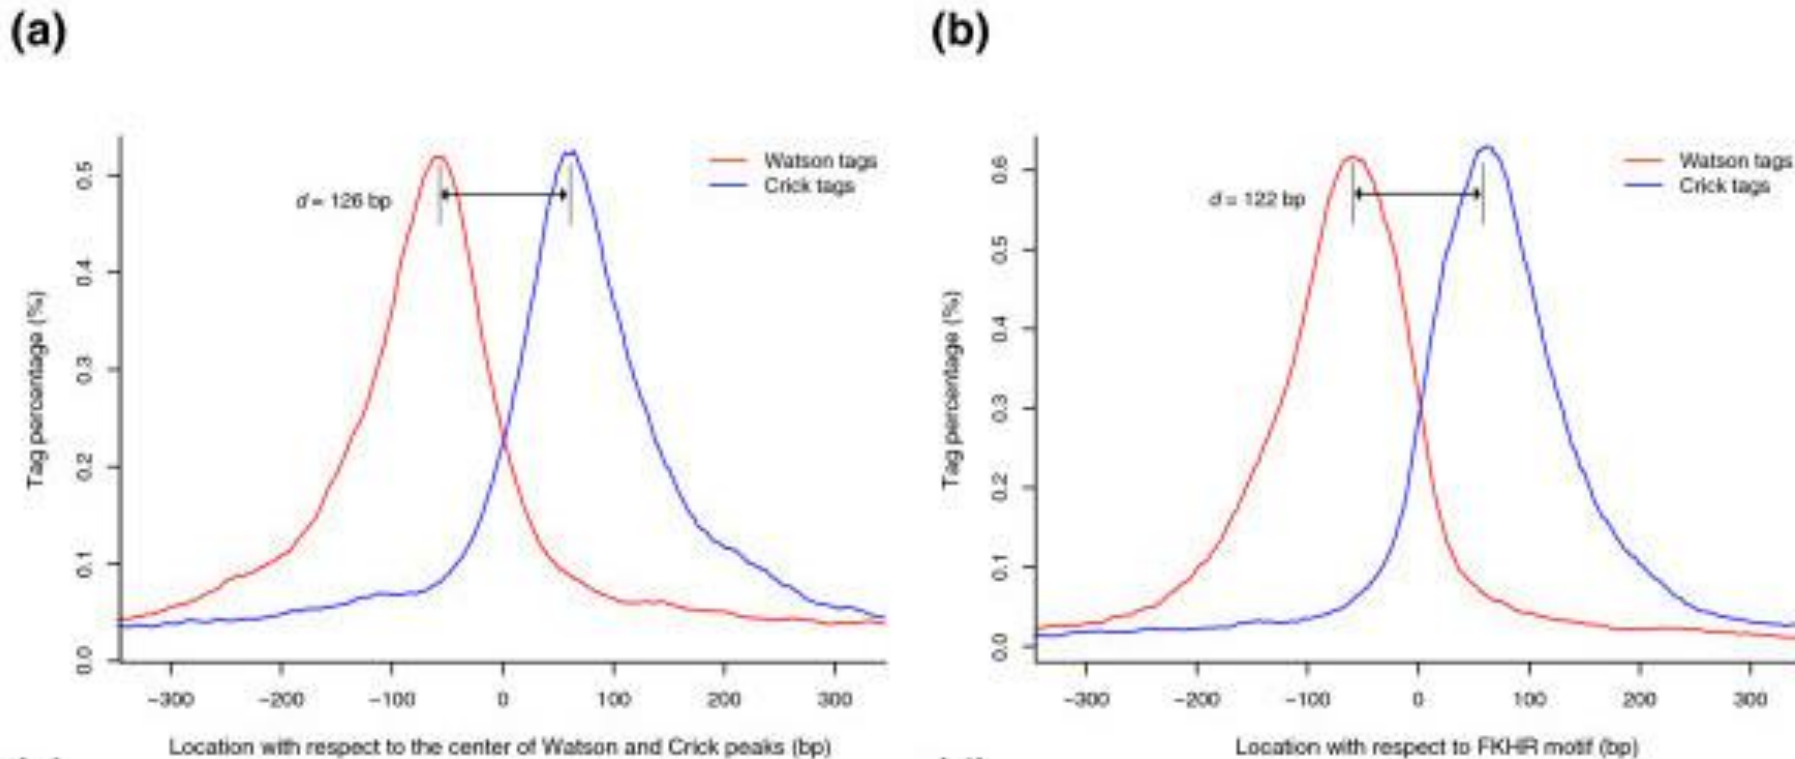 (a)
(b)
Watson tags
Crick tags
d = 126 bp
Tag percentage (%)
0.5
0.4
0.3
0.2
0.1
0.0
−300 −200 −100 0 100 200 300
Location with respect to the center of Watson and Crick peaks (bp)
Watson tags
Crick tags
d = 122 bp
Tag percentage (%)
0.6
0.5
0.4
0.3
0.2
0.1
0.0
−300 −200 −100 0 100 200 300
Location with respect to FKHR motif (bp)